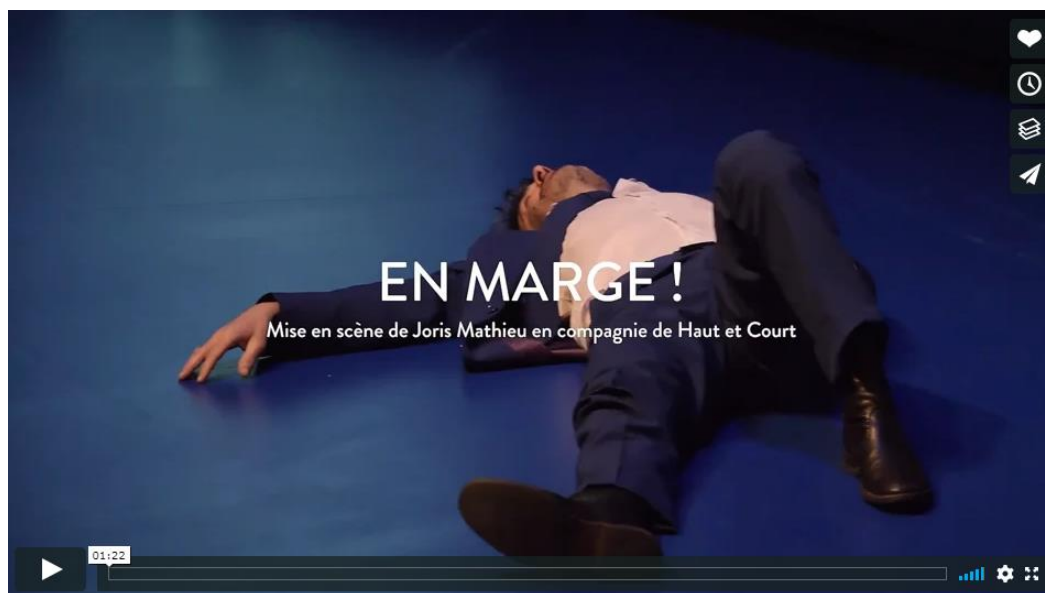 EN MARGE !
Mise en scène de Joris Mathieu en compagnie de Haut et Court
01:22